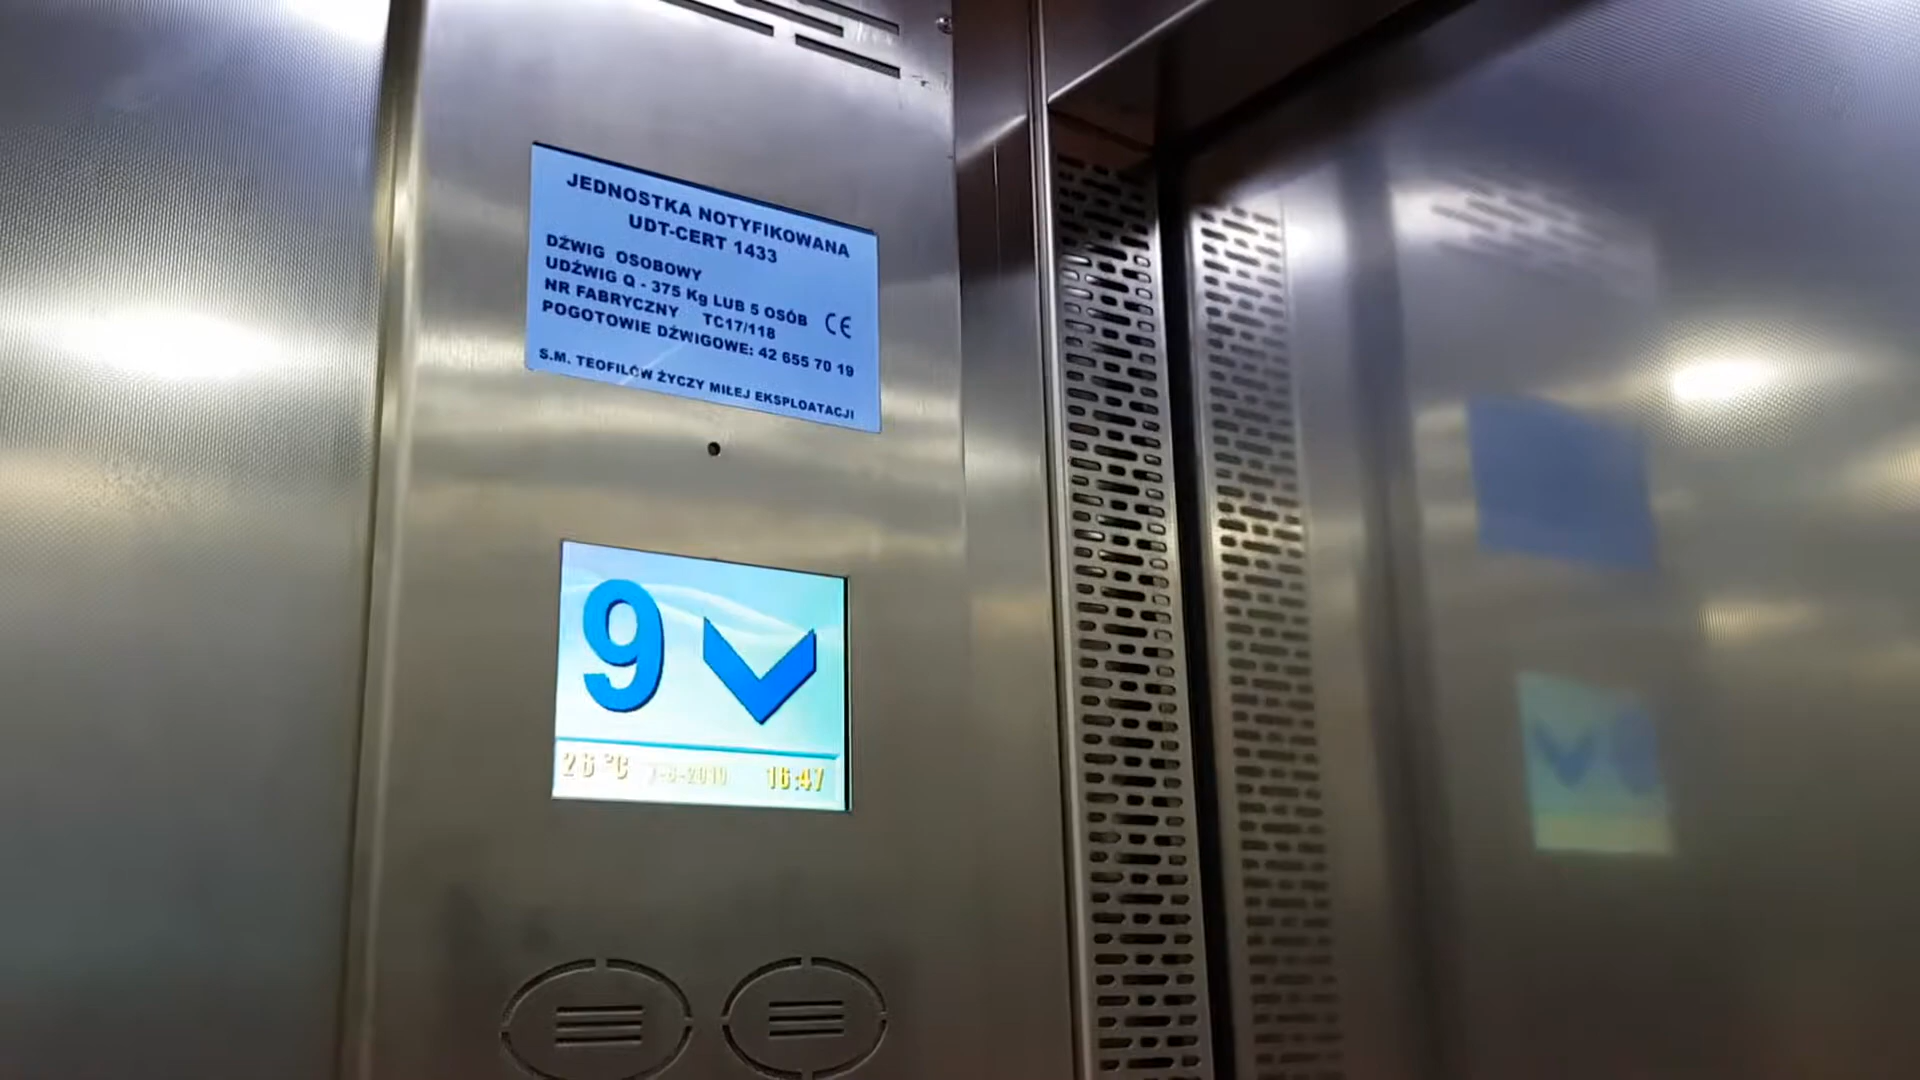 JEDNOSTKA NOTYFIKOWANA
UDT-CERT 1433
DŹWIG OSOBOWY
UDŹWIG Q - 375 Kg LUB 5 OSÓB CE
NR FABRYCZNY TC17/118
POGOTOWIE DŹWIGOWE: 42 655 70 19
S.M. TEOFILÓW ŻYCZY MIŁEJ EKSPLOATACJI
9
26 °C 16:47